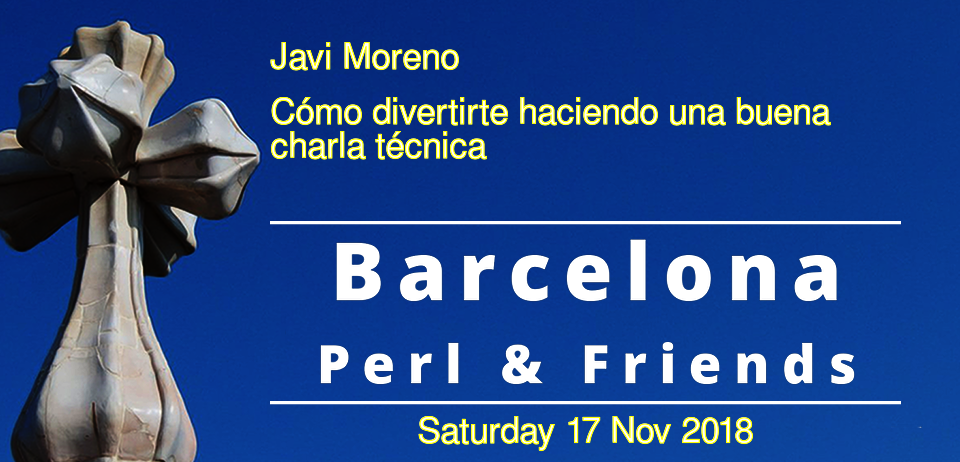 Javi Moreno
Cómo divertirte haciendo una buena
charla técnica
Barcelona
Perl & Friends
Saturday 17 Nov 2018